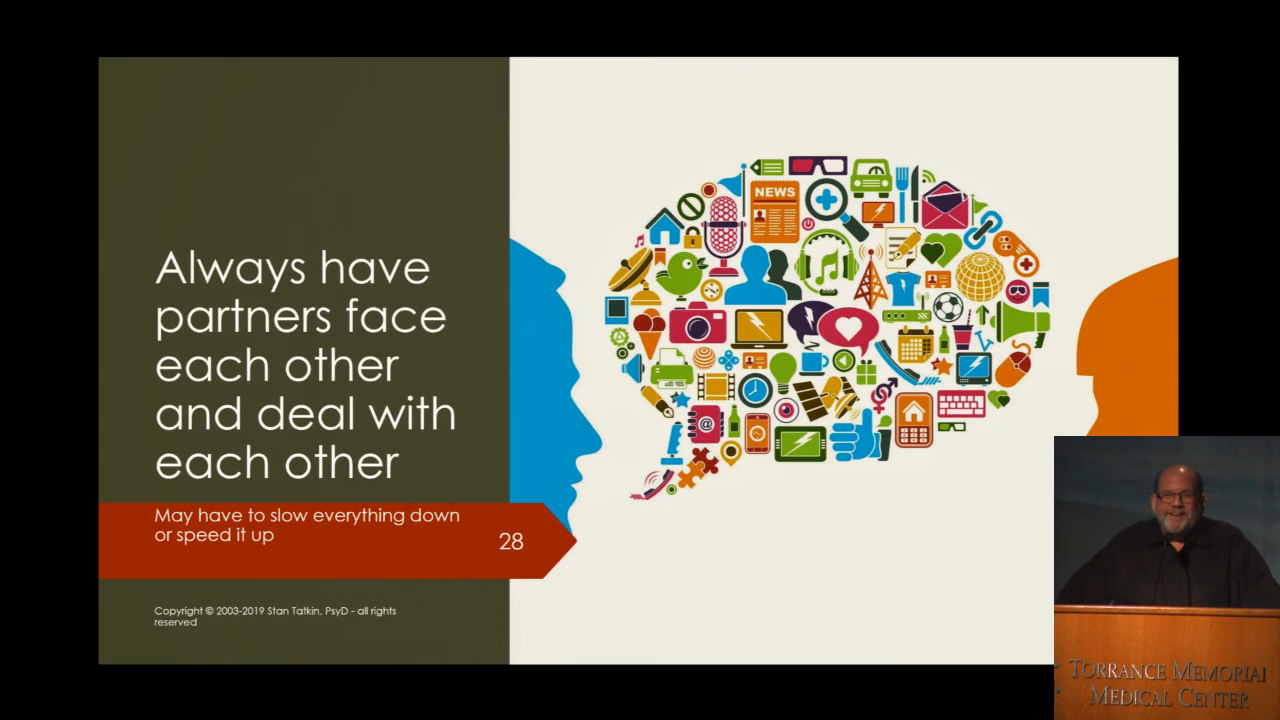 Always have
partners face
each other
and deal with
each other
May have to slow everything down
or speed it up
28
Copyright © 2003-2019 Stan Tatkin, PsyD - all rights
reserved
NEWS
@
TORRANCE MEMORIAL
MEDICAL CENTER